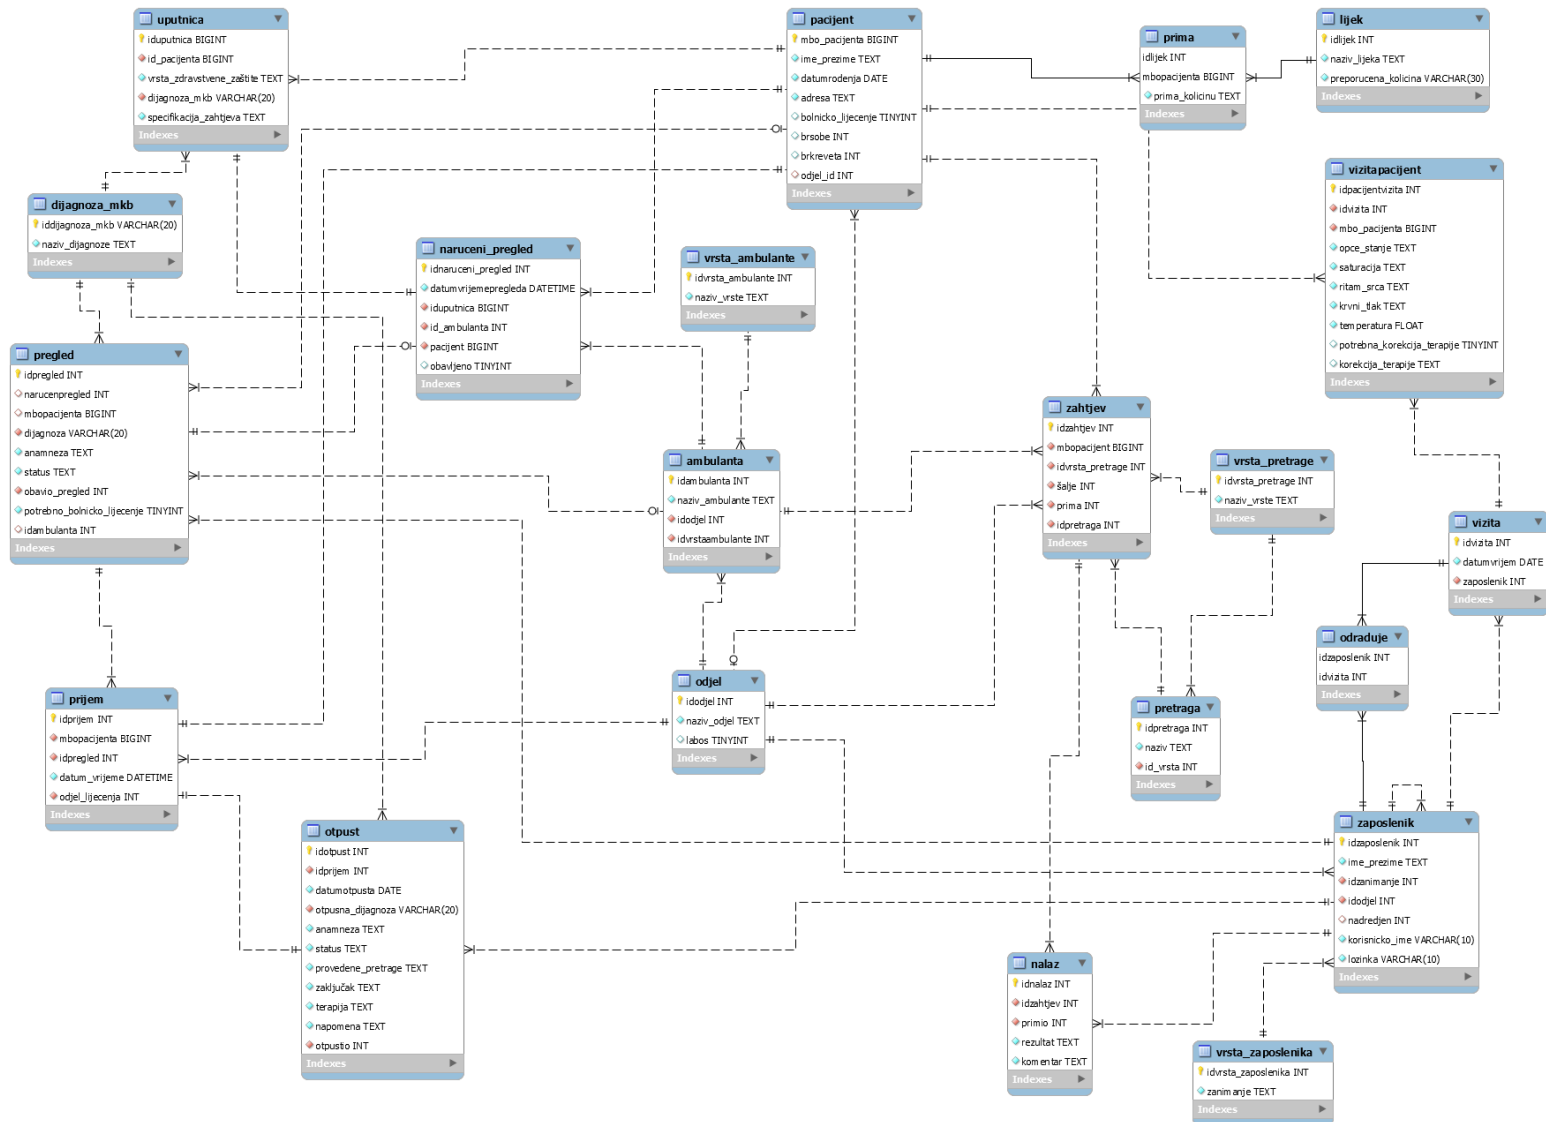 uputnica
iduputnica BIGINT
id_pacijenta BIGINT
vrsta_zdravstvene_zaštite TEXT
dijagnoza_mkb VARCHAR(20)
specifikacija_zahtjeva TEXT
Indexes
pacijent
mbo_pacijenta BIGINT
ime_prezime TEXT
datumrodenja DATE
adresa TEXT
bolnicko_lijecenje TINYINT
brsobe INT
brkreveta INT
odjel_id INT
Indexes
prima
idlijek INT
mbopacijenta BIGINT
prima_kolicinu TEXT
Indexes
lijek
idlijek INT
naziv_lijeka TEXT
preporucena_kolicina VARCHAR(30)
Indexes
dijagnoza_mkb
iddijagnoza_mkb VARCHAR(20)
naziv_dijagnoze TEXT
Indexes
naruceni_pregled
idnaruceni_pregled INT
datumvrijemepregleda DATETIME
iduputnica BIGINT
id_ambulanta INT
pacijent BIGINT
obavljeno TINYINT
Indexes
vrsta_ambulante
idvrsta_ambulante INT
naziv_vrste TEXT
Indexes
vizitapacijent
idpacijentvizita INT
idvizita INT
mbo_pacijenta BIGINT
opce_stanje TEXT
saturacija TEXT
ritam_srca TEXT
krvni_tlak TEXT
temperatura FLOAT
potrebna_korekcija_terapije TINYINT
korekcija_terapije TEXT
Indexes
pregled
idpregled INT
narucenpregled INT
mbopacijenta BIGINT
dijagnoza VARCHAR(20)
anamneza TEXT
status TEXT
obavio_pregled INT
potrebno_bolnicko_lijecenje TINYINT
idambulanta INT
Indexes
ambulanta
idambulanta INT
naziv_ambulante TEXT
idodjel INT
idvrstaambulante INT
Indexes
zahtjev
idzahtjev INT
mbopacijent BIGINT
idvrsta_pretrage INT
šalje INT
prima INT
idpretraga INT
Indexes
vrsta_pretrage
idvrsta_pretrage INT
naziv_vrste TEXT
Indexes
vizita
idvizita INT
datumvrijem DATE
zaposlenik INT
Indexes
odraduje
idzaposlenik INT
idvizita INT
Indexes
prijem
idprijem INT
mbopacijenta BIGINT
idpregled INT
datum_vrijeme DATETIME
odjel_lijecenja INT
Indexes
odjel
idodjel INT
naziv_odjel TEXT
labos TINYINT
Indexes
pretraga
idpretraga INT
naziv TEXT
id_vrsta INT
Indexes
otpust
idotpust INT
idprijem INT
datumotpusta DATE
otpusna_dijagnoza VARCHAR(20)
anamneza TEXT
status TEXT
provedene_pretrage TEXT
zaključak TEXT
terapija TEXT
napomena TEXT
otpustio INT
Indexes
zaposlenik
idzaposlenik INT
ime_prezime TEXT
idzanimanje INT
idodjel INT
nadredjen INT
korisnicko_ime VARCHAR(10)
lozinka VARCHAR(10)
Indexes
nalaz
idnalaz INT
idzahtjev INT
primio INT
rezultat TEXT
komentar TEXT
Indexes
vrsta_zaposlenika
idvrsta_zaposlenika INT
zanimanje TEXT
Indexes